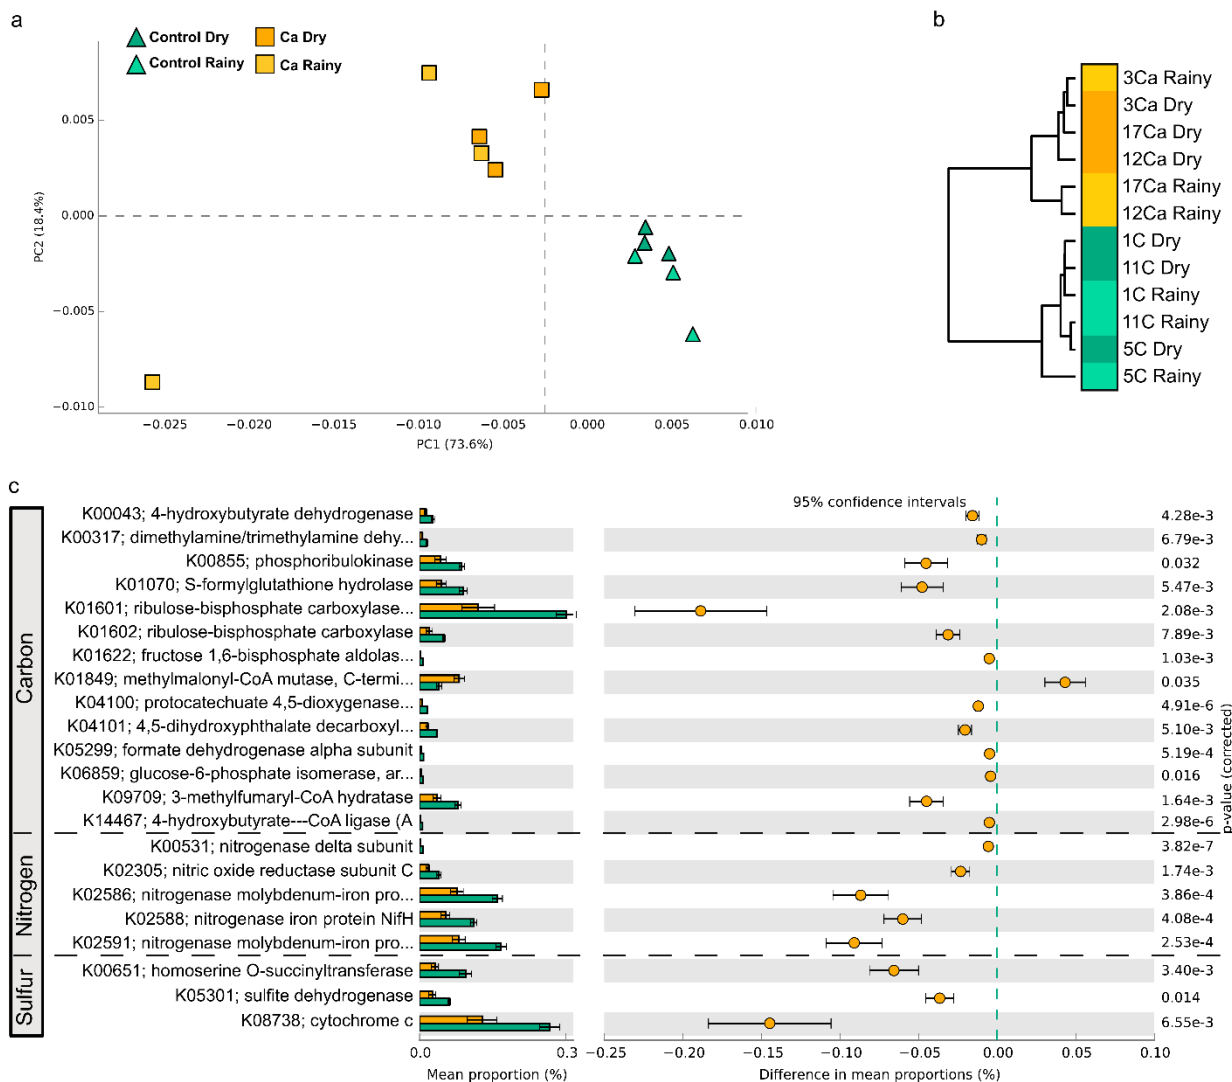 a
Control Dry
Ca Dry
Control Rainy
Ca Rainy
0.005
0.000
−0.005
−0.010
PC2 (18.4%)
−0.025
−0.020
−0.015
−0.010
−0.005
0.000
0.005
0.010
PC1 (73.6%)
b
3Ca Rainy
3Ca Dry
17Ca Dry
12Ca Dry
17Ca Rainy
12Ca Rainy
1C Dry
11C Dry
1C Rainy
11C Rainy
5C Dry
5C Rainy
c
95% confidence intervals
Carbon
K00043; 4-hydroxybutyrate dehydrogenase 4.28e-3
K00317; dimethylamine/trimethylamine dehy... 6.79e-3
K00855; phosphoribulokinase 0.032
K01070; S-formylglutathione hydrolase 5.47e-3
K01601; ribulose-bisphosphate carboxylase... 2.08e-3
K01602; ribulose-bisphosphate carboxylase 7.89e-3
K01622; fructose 1,6-bisphosphate aldolas... 1.03e-3
K01849; methylmalonyl-CoA mutase, C-termi... 0.035
K04100; protocatechuate 4,5-dioxygenase... 4.91e-6
K04101; 4,5-dihydroxyphthalate decarboxyl... 5.10e-3
K05299; formate dehydrogenase alpha subunit 5.19e-4
K06859; glucose-6-phosphate isomerase, ar... 0.016
K09709; 3-methylfumaryl-CoA hydratase 1.64e-3
K14467; 4-hydroxybutyrate---CoA ligase (A 2.98e-6
Nitrogen
K00531; nitrogenase delta subunit 3.82e-7
K02305; nitric oxide reductase subunit C 1.74e-3
K02586; nitrogenase molybdenum-iron pro... 3.86e-4
K02588; nitrogenase iron protein NifH 4.08e-4
K02591; nitrogenase molybdenum-iron pro... 2.53e-4
Sulfur
K00651; homoserine O-succinyltransferase 3.40e-3
K05301; sulfite dehydrogenase 0.014
K08738; cytochrome c 6.55e-3
p-value (corrected)
0.0 0.3
Mean proportion (%)
−0.25 −0.20 −0.15 −0.10 −0.05 0.00 0.05 0.10
Difference in mean proportions (%)